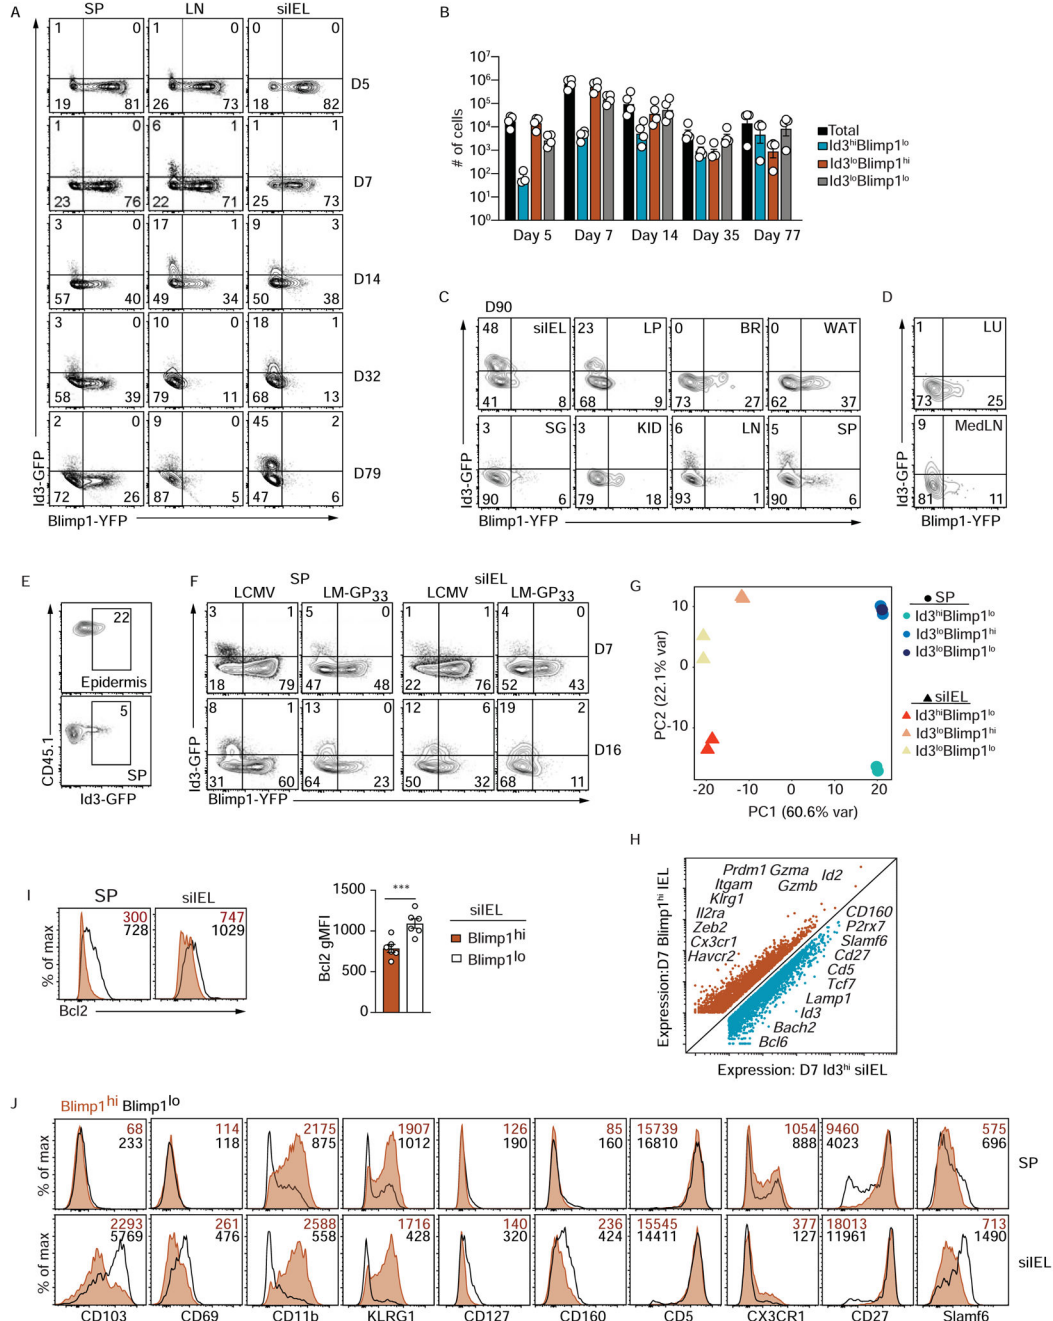 A
SP LN siIEL
1 0 1 0 0 0
19 81 26 73 18 82
D5
1 0 6 1 1 1
23 76 22 71 25 73
D7
3 0 17 1 9 3
57 40 49 34 50 38
D14
3 0 10 0 18 1
58 39 79 11 68 13
D32
2 0 9 0 45 2
72 26 87 5 47 6
D79
Id3-GFP
Blimp1-YFP
B
# of cells
10⁷
10⁶
10⁵
10⁴
10³
10²
10¹
10⁰
Day 5 Day 7 Day 14 Day 35 Day 77
Total
Id3ʰⁱBlimp1ˡᵒ
Id3ˡᵒBlimp1ʰⁱ
Id3ˡᵒBlimp1ˡᵒ
C
D90
48 siIEL 23 LP 0 BR 0 WAT
41 8 68 9 73 27 62 37
3 SG 3 KID 6 LN 5 SP
90 6 79 18 93 1 90 6
Id3-GFP
Blimp1-YFP
D
1 LU
73 25
9 MedLN
81 11
Id3-GFP
Blimp1-YFP
E
22
Epidermis
5
SP
CD45.1
Id3-GFP
F
SP siIEL
LCMV LM-GP₃₃ LCMV LM-GP₃₃
3 1 5 0 1 1 4 0
18 79 47 48 22 76 52 43
D7
8 1 13 0 12 6 19 2
31 60 64 23 50 32 68 11
D16
Id3-GFP
Blimp1-YFP
G
PC2 (22.1% var)
10
0
-10
-20 -10 0 10 20
PC1 (60.6% var)
SP
Id3ʰⁱBlimp1ˡᵒ
Id3ˡᵒBlimp1ʰⁱ
Id3ˡᵒBlimp1ˡᵒ
siIEL
Id3ʰⁱBlimp1ˡᵒ
Id3ˡᵒBlimp1ʰⁱ
Id3ˡᵒBlimp1ˡᵒ
H
Expression:D7 Blimp1ʰⁱ IEL
Prdm1 Gzma
Id2
Itgam
Gzmb
Klrg1
Il2ra
Zeb2
Cx3cr1
Havcr2
CD160
P2rx7
Slamf6
Cd27
Cd5
Tcf7
Lamp1
Id3
Bach2
Bcl6
Expression: D7 Id3ʰⁱ siIEL
I
SP siIEL
300 747
728 1029
% of max
Bcl2
Bcl2 gMFI
1500
1000
500
0
***
siIEL
Blimp1ʰⁱ
Blimp1ˡᵒ
J
Blimp1ʰⁱ Blimp1ˡᵒ
68 114 2175 1907 126 85 15739 1054 9460 575
233 118 875 1012 190 160 16810 888 4023 696
% of max
SP
2293 261 2588 1716 140 236 15545 377 18013 713
5769 476 558 428 320 424 14411 127 11961 1490
% of max
siIEL
CD103 CD69 CD11b KLRG1 CD127 CD160 CD5 CX3CR1 CD27 Slamf6